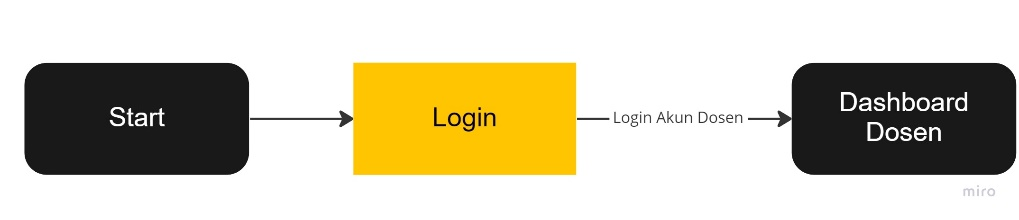 Start
Login
Login Akun Dosen
Dashboard
Dosen
miro